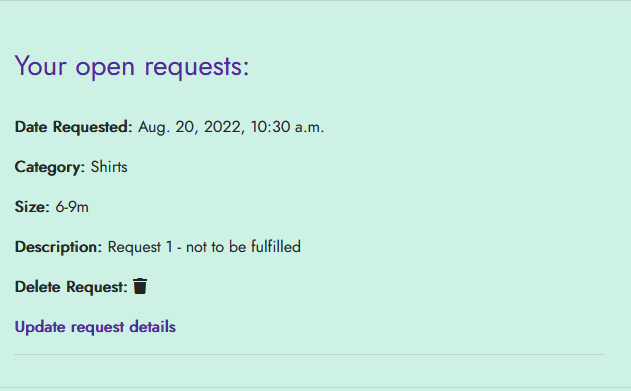 Your open requests:
Date Requested: Aug. 20, 2022, 10:30 a.m.
Category: Shirts
Size: 6-9m
Description: Request 1 - not to be fulfilled
Delete Request:
Update request details